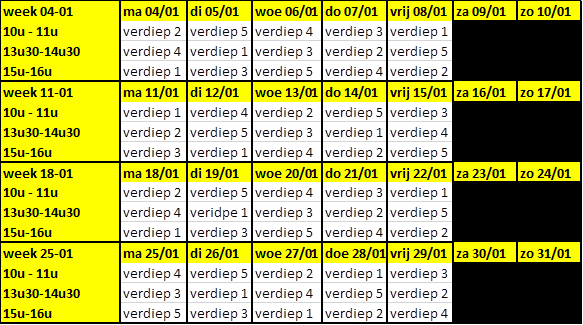 week 04-01 ma 04/01 di 05/01 woe 06/01 do 07/01 vrij 08/01 za 09/01 zo 10/01
10u - 11u verdiep 2 verdiep 5 verdiep 4 verdiep 3 verdiep 1
13u30-14u30 verdiep 4 verdiep 1 verdiep 3 verdiep 2 verdiep 5
15u-16u verdiep 1 verdiep 3 verdiep 5 verdiep 4 verdiep 2
week 11-01 ma 11/01 di 12/01 woe 13/01 do 14/01 vrij 15/01 za 16/01 zo 17/01
10u - 11u verdiep 1 verdiep 4 verdiep 2 verdiep 5 verdiep 3
13u30-14u30 verdiep 2 verdiep 5 verdiep 3 verdiep 1 verdiep 4
15u-16u verdiep 3 verdiep 1 verdiep 4 verdiep 2 verdiep 5
week 18-01 ma 18/01 di 19/01 woe 20/01 do 21/01 vrij 22/01 za 23/01 zo 24/01
10u - 11u verdiep 2 verdiep 5 verdiep 4 verdiep 3 verdiep 1
13u30-14u30 verdiep 4 veridpe 1 verdiep 3 verdiep 2 verdiep 5
15u-16u verdiep 1 verdiep 3 verdiep 5 verdiep 4 verdiep 2
week 25-01 ma 25/01 di 26/01 woe 27/01 doe 28/01 vrij 29/01 za 30/01 zo 31/01
10u - 11u verdiep 4 verdiep 5 verdiep 2 verdiep 1 verdiep 3
13u30-14u30 verdiep 3 verdiep 1 verdiep 4 verdiep 5 verdiep 2
15u-16u verdiep 5 verdiep 3 verdiep 1 verdiep 2 verdiep 4